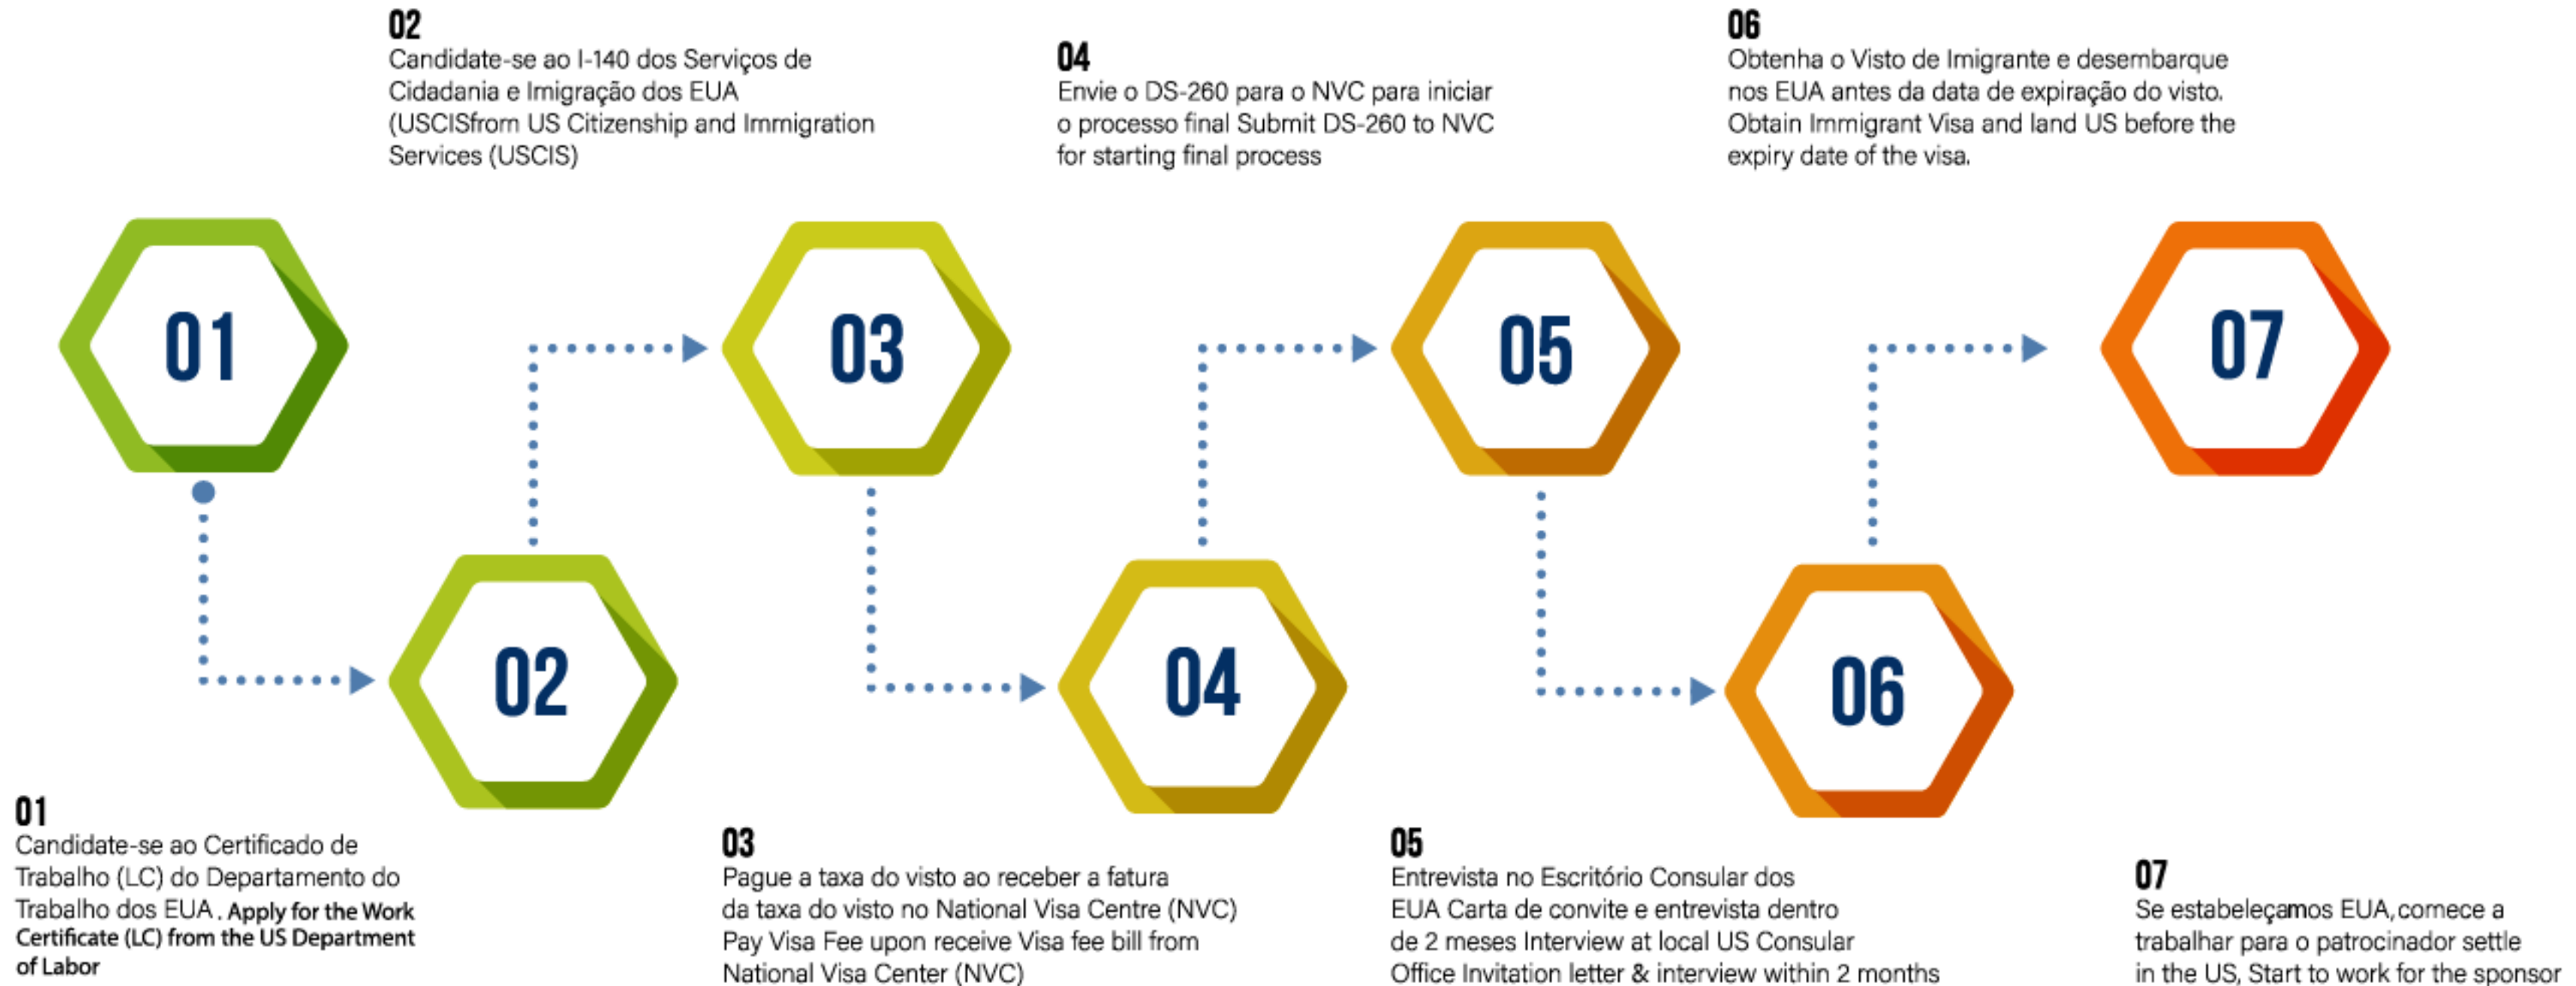 02
Candidate-se ao I-140 dos Serviços de
Cidadania e Imigração dos EUA
(USCISfrom US Citizenship and Immigration
Services (USCIS)
04
Envie o DS-260 para o NVC para iniciar
o processo final Submit DS-260 to NVC
for starting final process
06
Obtenha o Visto de Imigrante e desembarque
nos EUA antes da data de expiração do visto.
Obtain Immigrant Visa and land US before the
expiry date of the visa.
01
03
05
07
02
04
06
01
Candidate-se ao Certificado de
Trabalho (LC) do Departamento do
Trabalho dos EUA. Apply for the Work
Certificate (LC) from the US Department
of Labor
03
Pague a taxa do visto ao receber a fatura
da taxa do visto no National Visa Centre (NVC)
Pay Visa Fee upon receive Visa fee bill from
National Visa Center (NVC)
05
Entrevista no Escritório Consular dos
EUA Carta de convite e entrevista dentro
de 2 meses Interview at local US Consular
Office Invitation letter & interview within 2 months
07
Se estabeleçamos EUA, comece a
trabalhar para o patrocinador settle
in the US, Start to work for the sponsor